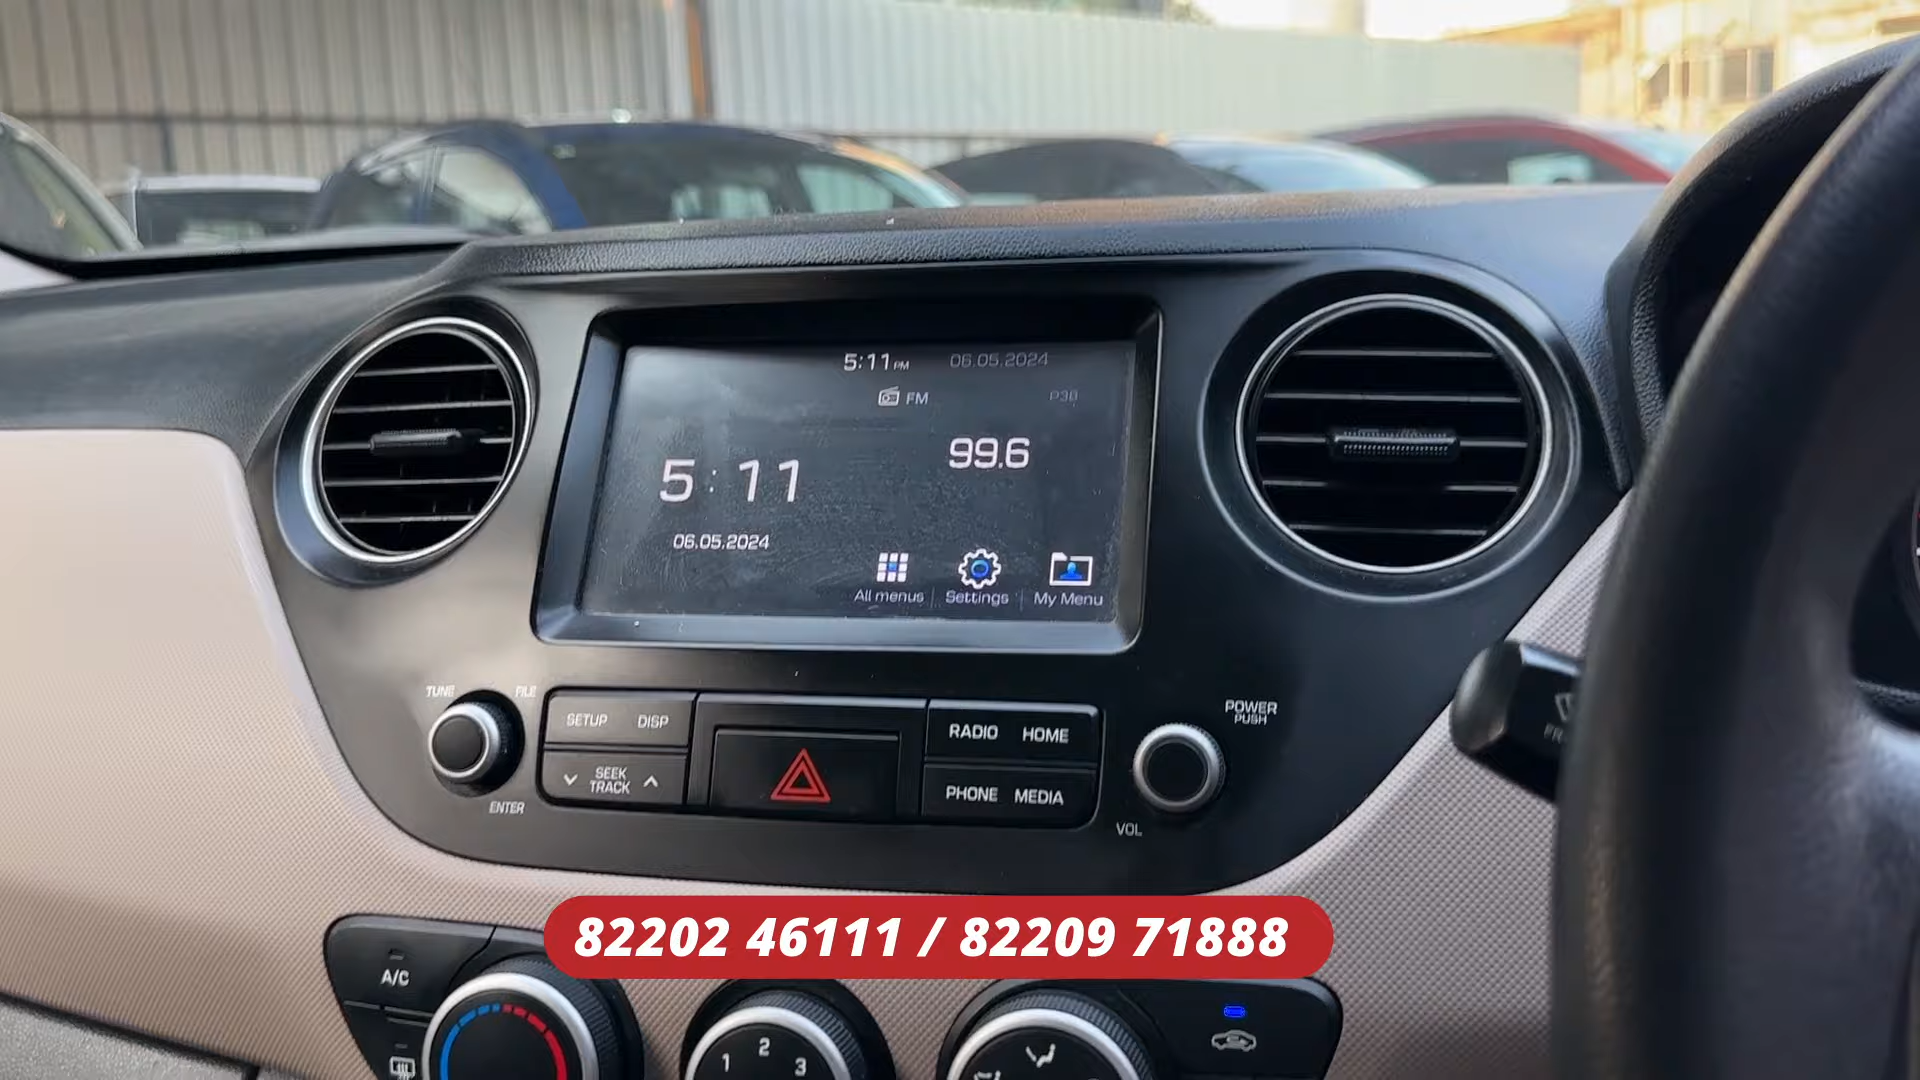 5:11 PM 06.05.2024
FM P30
99.6
5:11
06.05.2024
All menus Settings My Menu
TUNE FILE
ENTER
SETUP DISP
SEEK
TRACK
RADIO HOME
PHONE MEDIA
POWER
PUSH
VOL
82202 46111 / 82209 71888
A/C
1 2 3